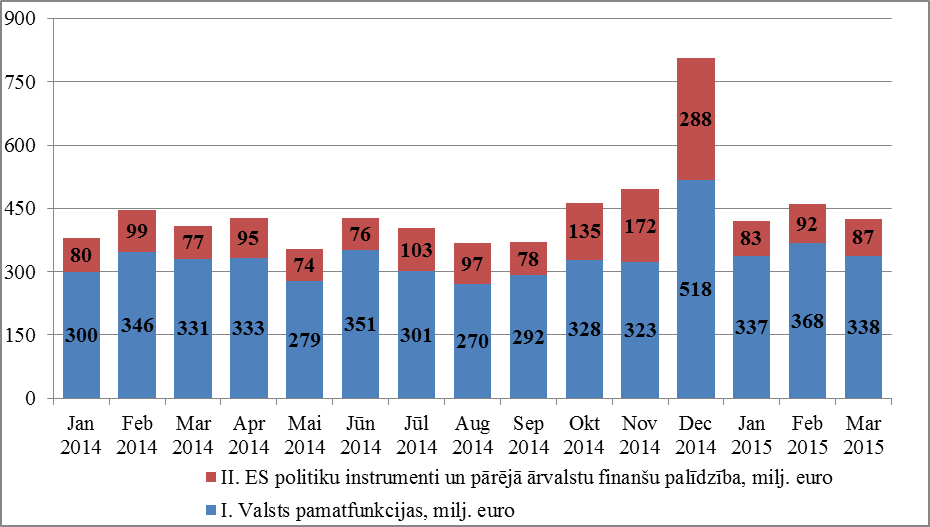 900
750
600
450
300
150
0
80 99 77 95 74 76 103 97 78 135 172 288 83 92 87
300 346 331 333 279 351 301 270 292 328 323 518 337 368 338
Jan Feb Mar Apr Mai Jūn Jūl Aug Sep Okt Nov Dec Jan Feb Mar
2014 2014 2014 2014 2014 2014 2014 2014 2014 2014 2014 2014 2015 2015 2015
II. ES politiku instrumenti un pārējā ārvalstu finanšu palīdzība, milj. euro
I. Valsts pamatfunkcijas, milj. euro